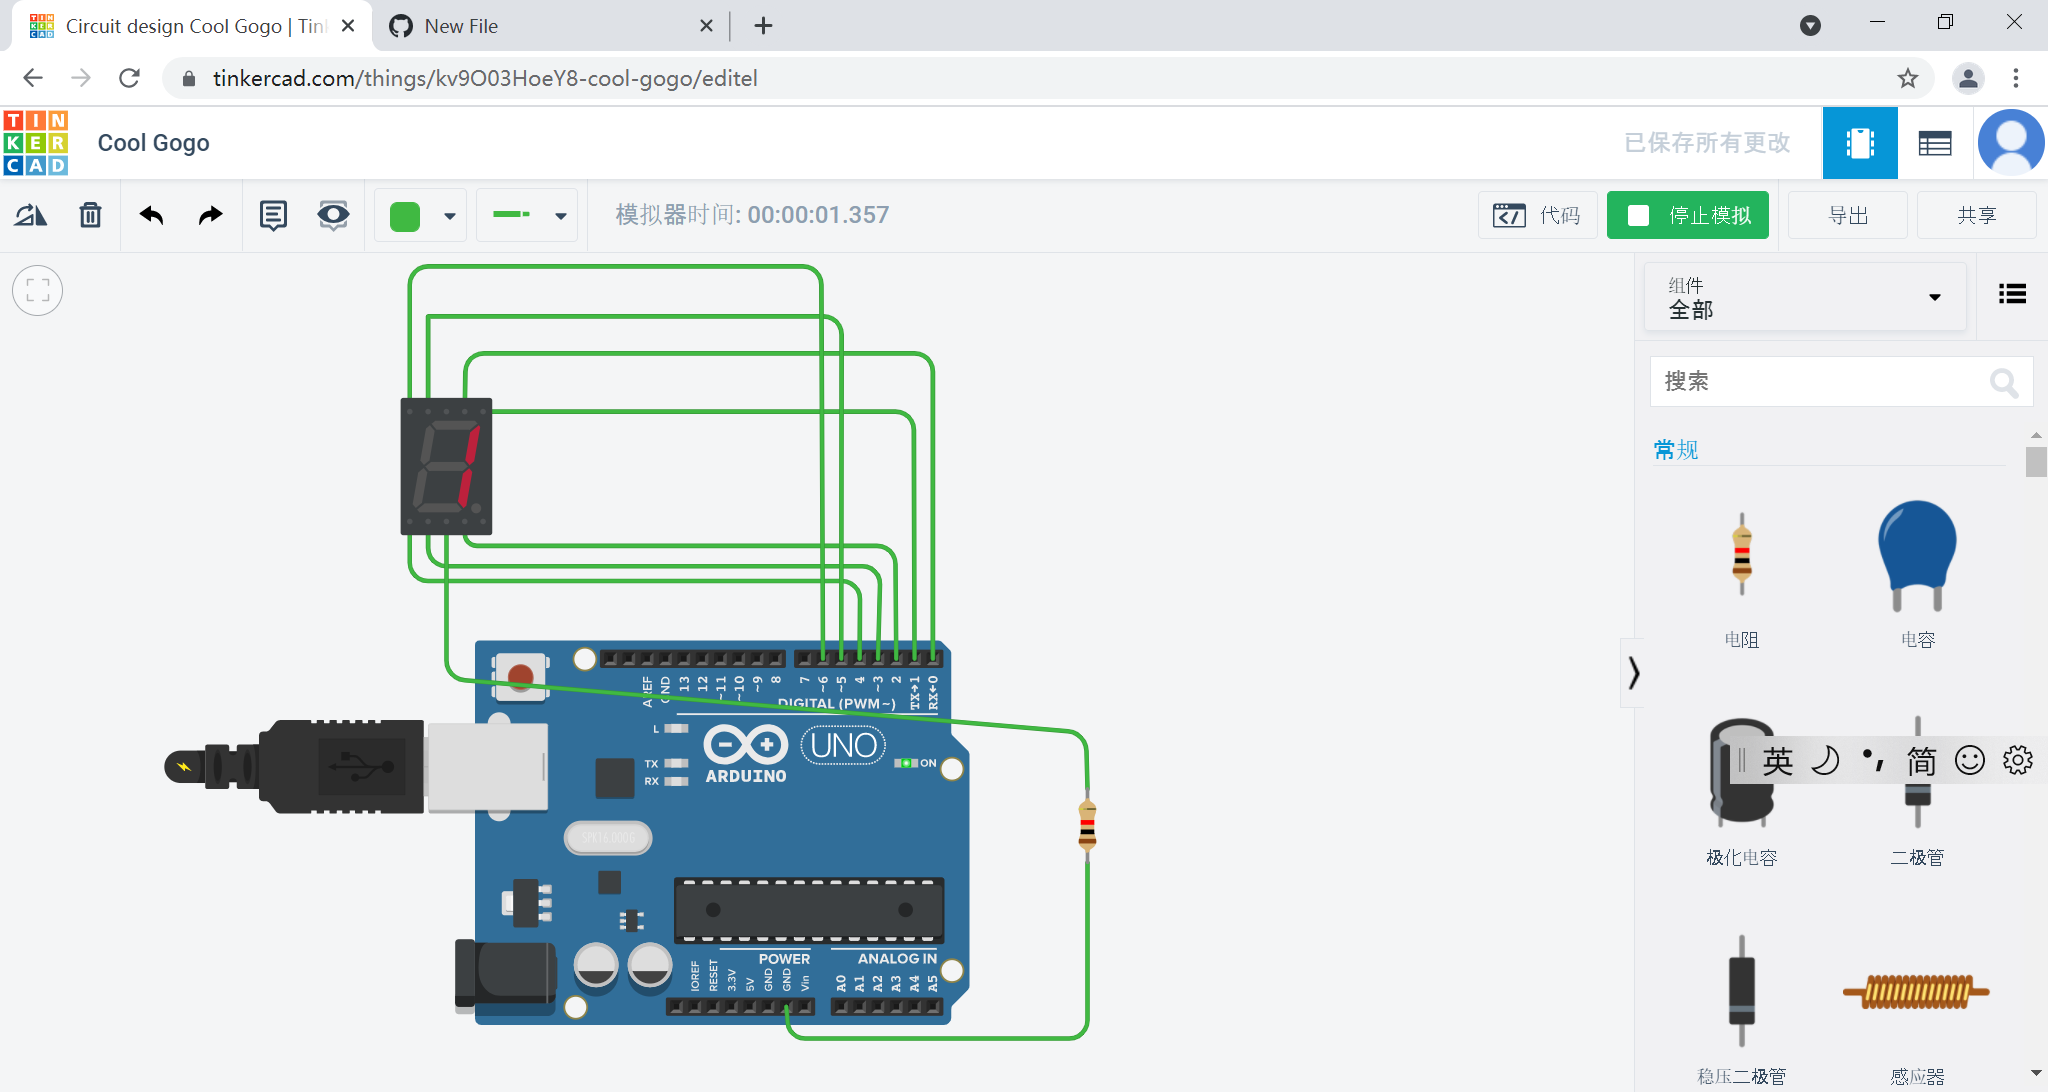 Circuit design Cool Gogo | Tin
New File
tinkercad.com/things/kv9O03HoeY8-cool-gogo/editel
TIN
KER
CAD
Cool Gogo
已保存所有更改
模拟器时间: 00:00:01.357
代码
停止模拟
导出
共享
组件
全部
搜索
常规
电阻
电容
极化电容
二极管
稳压二极管
感应器
英 简
AREF GND 13 12 ~11 ~10 ~9 8 7 ~6 ~5 4 ~3 2 TX→1 RX←0
DIGITAL (PWM~)
L
TX
RX
ARDUINO
UNO
ON
SPK16.000G
POWER
ANALOG IN
IOREF RESET 3.3V 5V GND GND Vin A0 A1 A2 A3 A4 A5